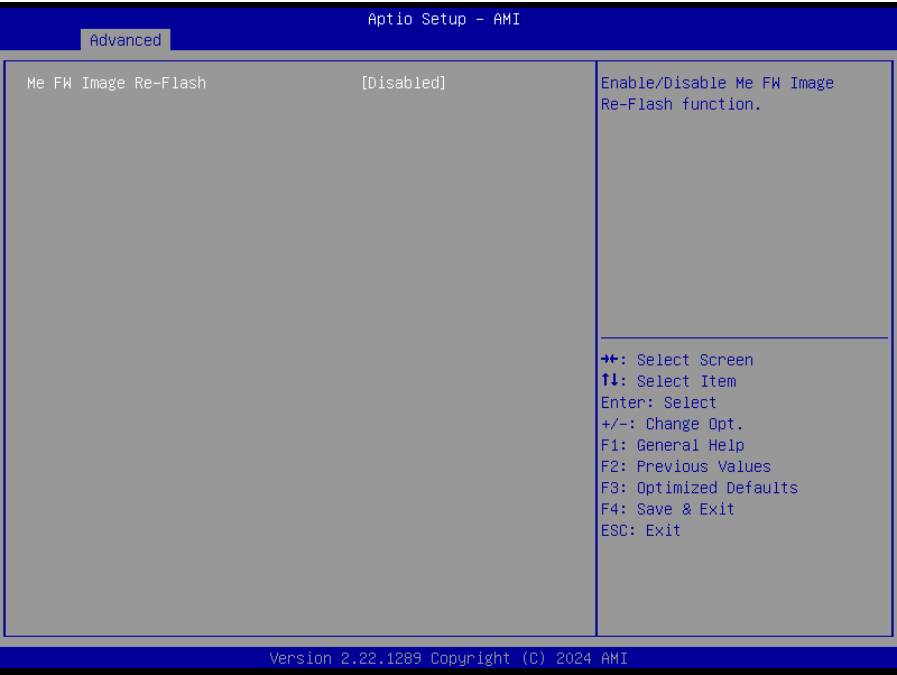 Aptio Setup – AMI
Advanced
Me FW Image Re-Flash [Disabled]
Enable/Disable Me FW Image
Re-Flash function.
→←: Select Screen
↑↓: Select Item
Enter: Select
+/-: Change Opt.
F1: General Help
F2: Previous Values
F3: Optimized Defaults
F4: Save & Exit
ESC: Exit
Version 2.22.1289 Copyright (C) 2024 AMI